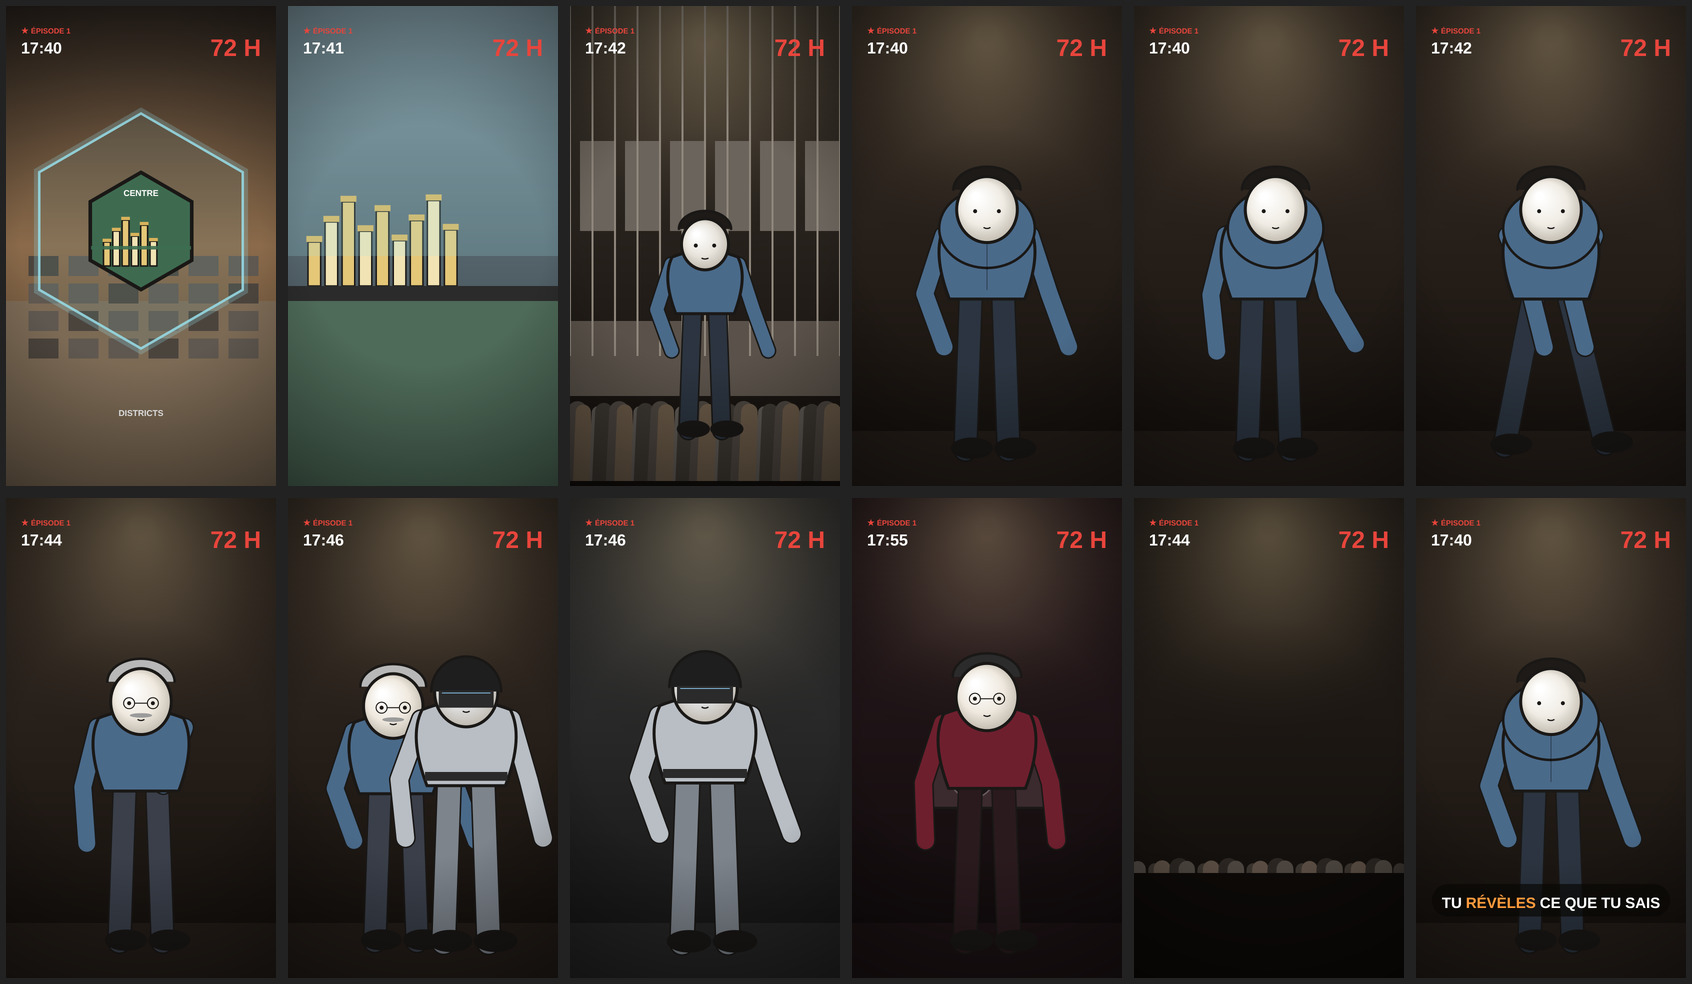 ★ ÉPISODE 1
17:40
72 H
CENTRE
DISTRICTS
★ ÉPISODE 1
17:41
72 H
★ ÉPISODE 1
17:42
72 H
★ ÉPISODE 1
17:40
72 H
★ ÉPISODE 1
17:40
72 H
★ ÉPISODE 1
17:42
72 H
★ ÉPISODE 1
17:44
72 H
★ ÉPISODE 1
17:46
72 H
★ ÉPISODE 1
17:46
72 H
★ ÉPISODE 1
17:55
72 H
★ ÉPISODE 1
17:44
72 H
★ ÉPISODE 1
17:40
72 H
TU RÉVÈLES CE QUE TU SAIS